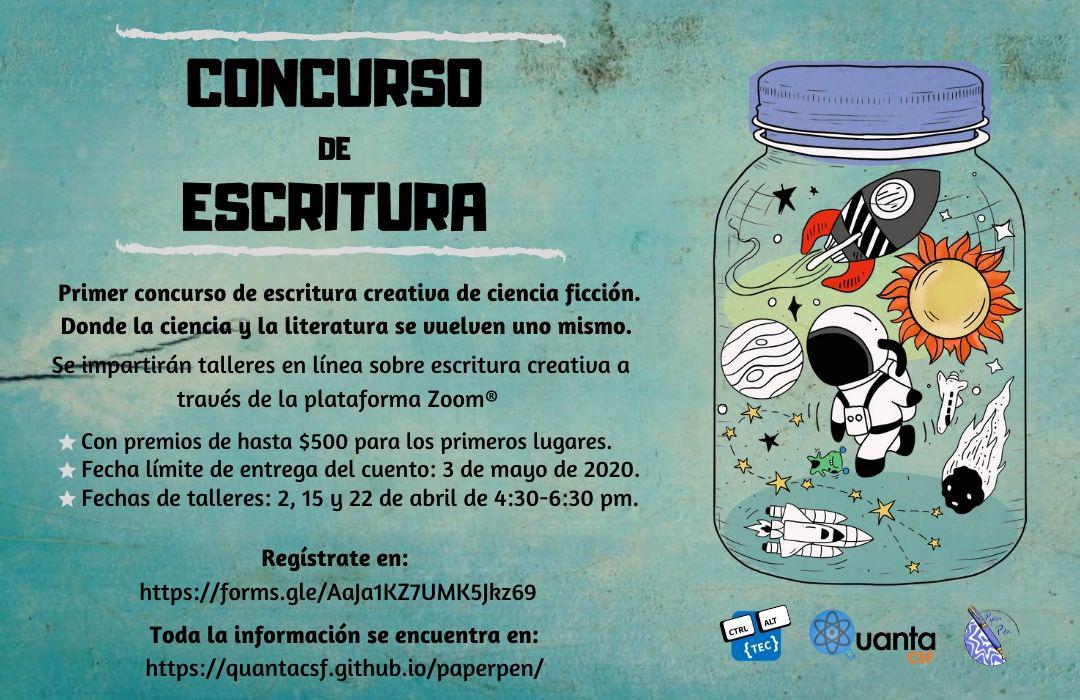 CONCURSO
DE
ESCRITURA
Primer concurso de escritura creativa de ciencia ficción.
Donde la ciencia y la literatura se vuelven uno mismo.
Se impartirán talleres en línea sobre escritura creativa a
través de la plataforma Zoom®
Con premios de hasta $500 para los primeros lugares.
Fecha límite de entrega del cuento: 3 de mayo de 2020.
Fechas de talleres: 2, 15 y 22 de abril de 4:30-6:30 pm.
Regístrate en:
https://forms.gle/AaJa1KZ7UMK5Jkz69
Toda la información se encuentra en:
https://quantacsf.github.io/paperpen/
CTRL ALT
{TEC}
Quanta
CSF
Pen